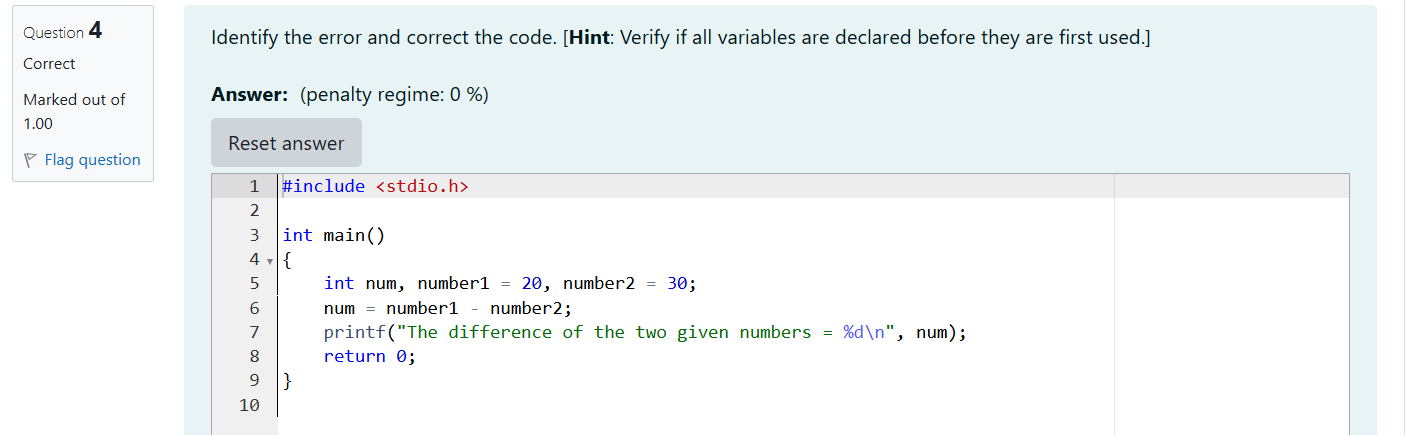 Question 4
Correct
Marked out of
1.00
Flag question
Identify the error and correct the code. [Hint: Verify if all variables are declared before they are first used.]
Answer: (penalty regime: 0 %)
Reset answer
1 #include <stdio.h>
2
3 int main()
4 {
5     int num, number1 = 20, number2 = 30;
6     num = number1 - number2;
7     printf("The difference of the two given numbers = %d\n", num);
8     return 0;
9 }
10